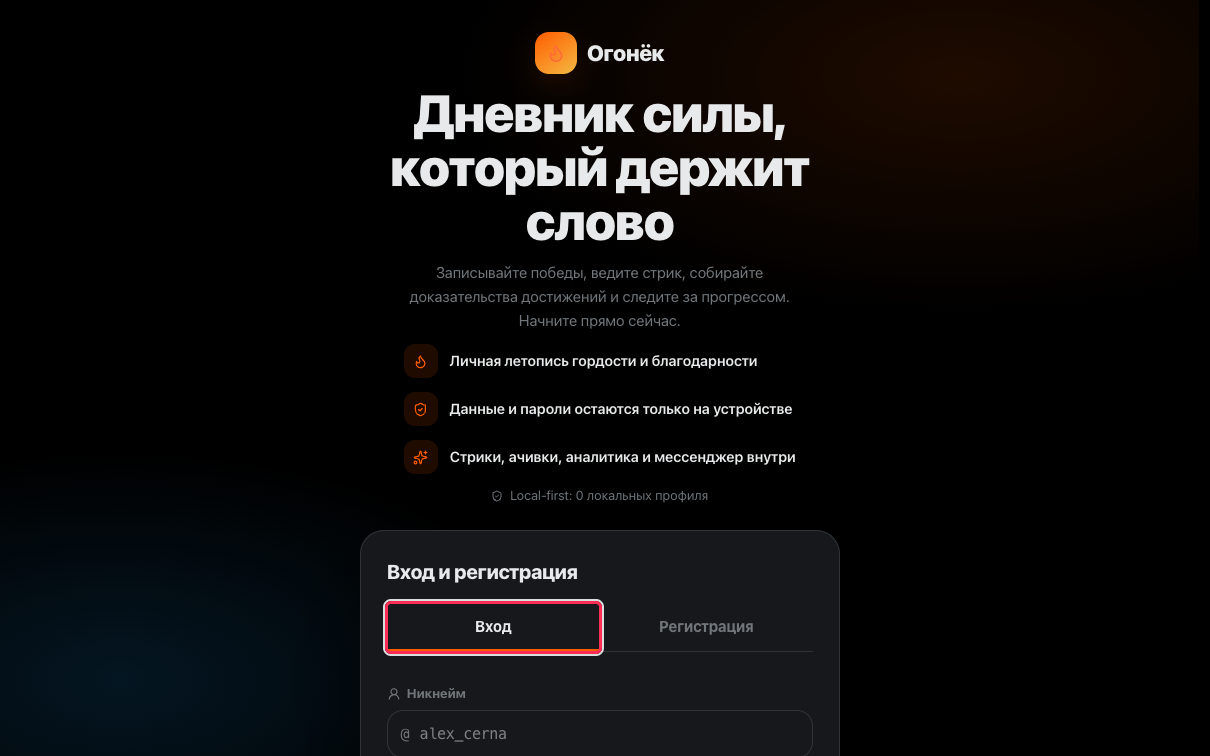 Огонёк
Дневник силы,
который держит
слово
Записывайте победы, ведите стрик, собирайте
доказательства достижений и следите за прогрессом.
Начните прямо сейчас.
Личная летопись гордости и благодарности
Данные и пароли остаются только на устройстве
Стрики, ачивки, аналитика и мессенджер внутри
Local-first: 0 локальных профиля
Вход и регистрация
Вход
Регистрация
Никнейм
@ alex_cerna